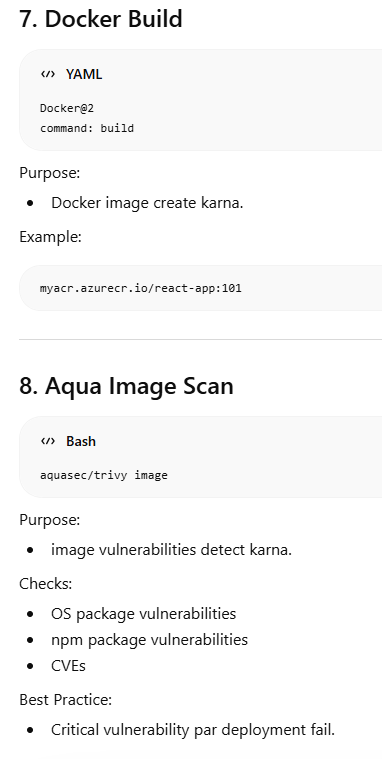 7. Docker Build
</> YAML
Docker@2
command: build
Purpose:
• Docker image create karna.
Example:
myacr.azurecr.io/react-app:101
8. Aqua Image Scan
</> Bash
aquasec/trivy image
Purpose:
• image vulnerabilities detect karna.
Checks:
• OS package vulnerabilities
• npm package vulnerabilities
• CVEs
Best Practice:
• Critical vulnerability par deployment fail.